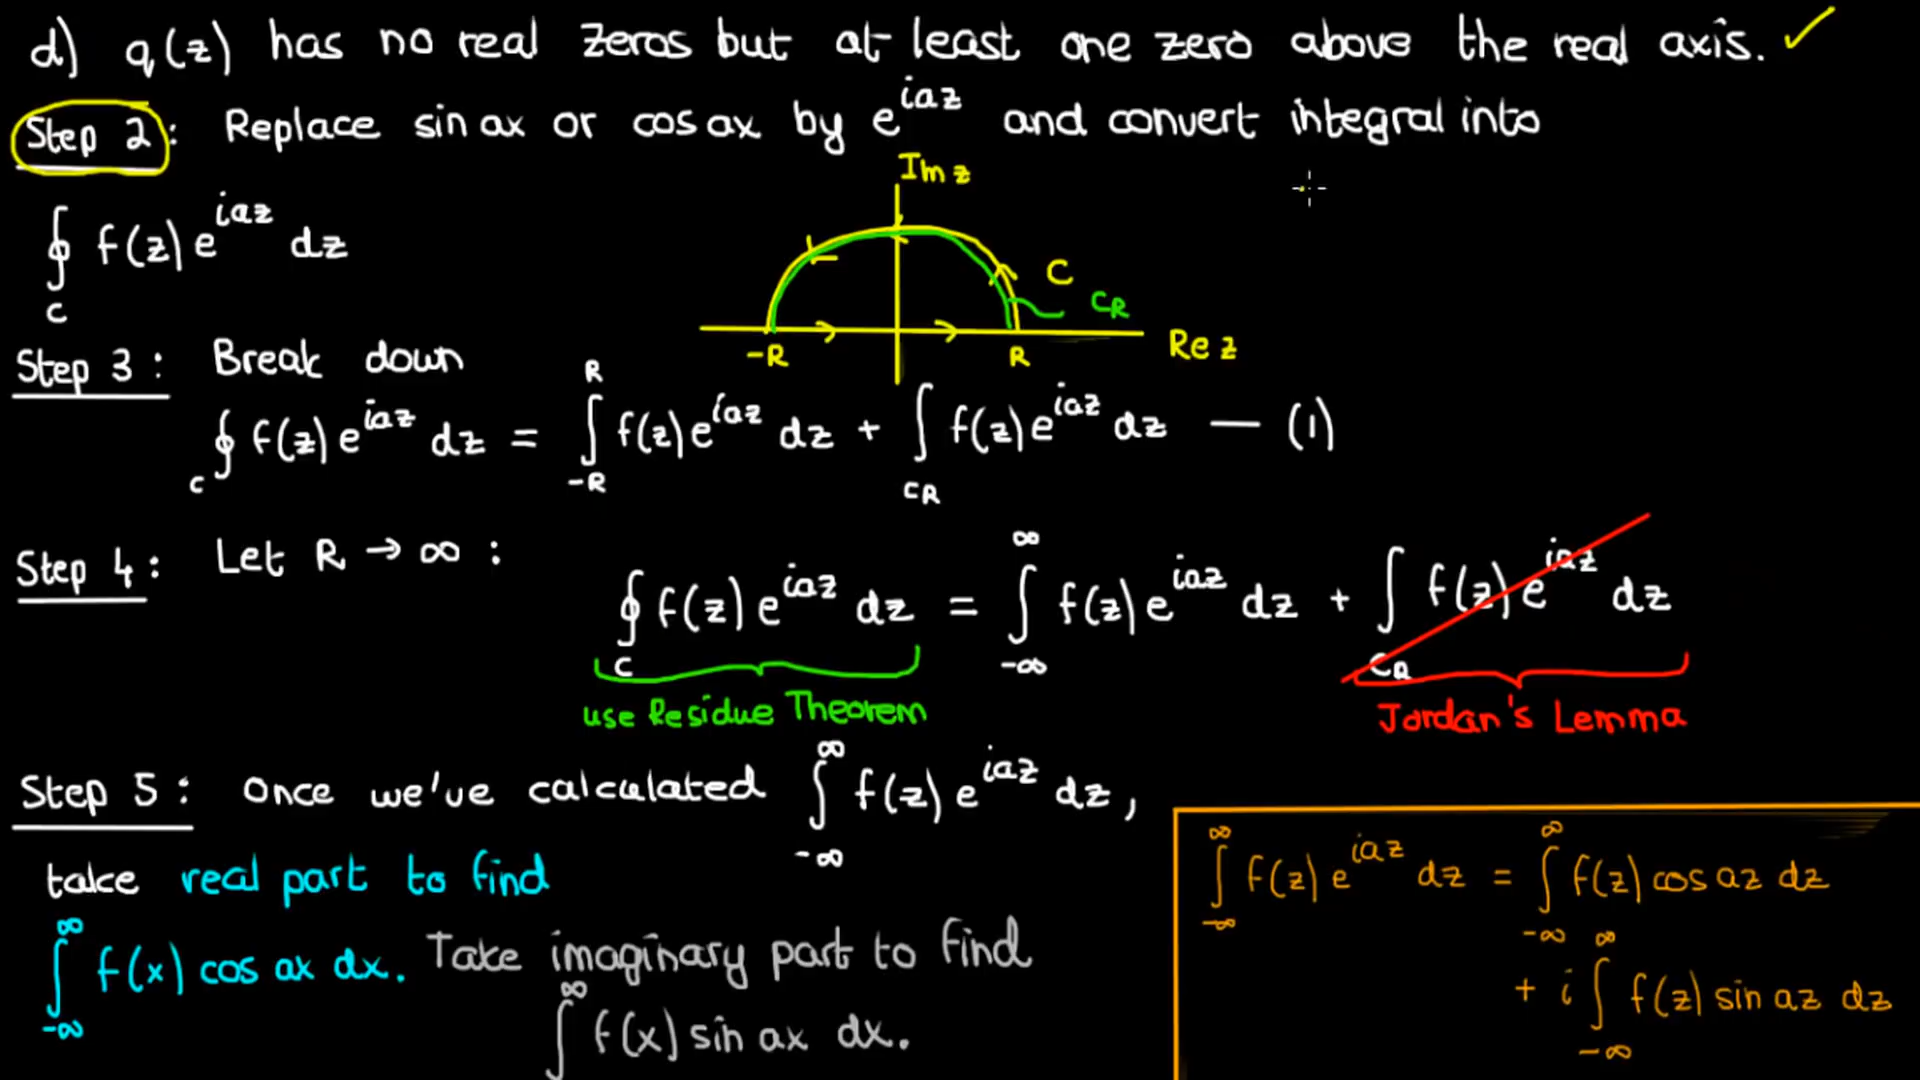 d) q(z) has no real zeros but at least one zero above the real axis. ✓
Step 2: Replace sin ax or cos ax by e^{iaz} and convert integral into
∮_C f(z) e^{iaz} dz
Im z
C
C_R
-R R Re z
Step 3: Break down
∮_C f(z) e^{iaz} dz = ∫_{-R}^{R} f(z) e^{iaz} dz + ∫_{C_R} f(z) e^{iaz} dz — (1)
Step 4: Let R → ∞ :
∮_C f(z) e^{iaz} dz = ∫_{-∞}^{∞} f(z) e^{iaz} dz + ∫_{C_R} f(z) e^{iaz} dz
use Residue Theorem
Jordan's Lemma
Step 5: Once we've calculated ∫_{-∞}^{∞} f(z) e^{iaz} dz,
take real part to find
∫_{-∞}^{∞} f(x) cos ax dx. Take imaginary part to find
∫^{∞} f(x) sin ax dx.
∫_{-∞}^{∞} f(z) e^{iaz} dz = ∫_{-∞}^{∞} f(z) cos az dz
+ i ∫_{-∞}^{∞} f(z) sin az dz